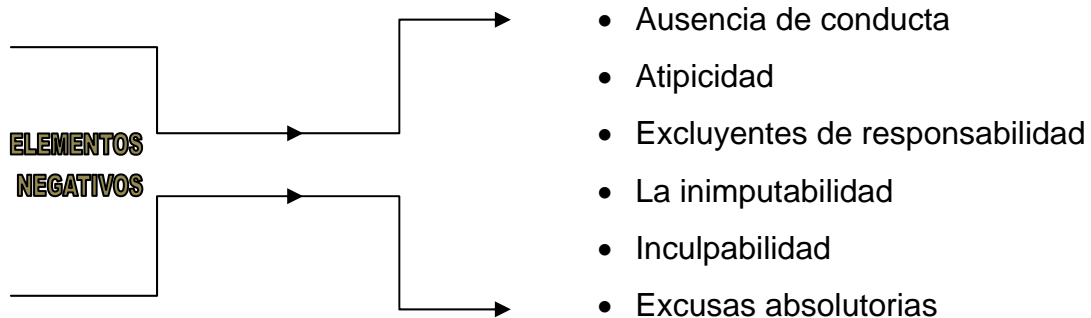 ELEMENTOS
NEGATIVOS
• Ausencia de conducta
• Atipicidad
• Excluyentes de responsabilidad
• La inimputabilidad
• Inculpabilidad
• Excusas absolutorias